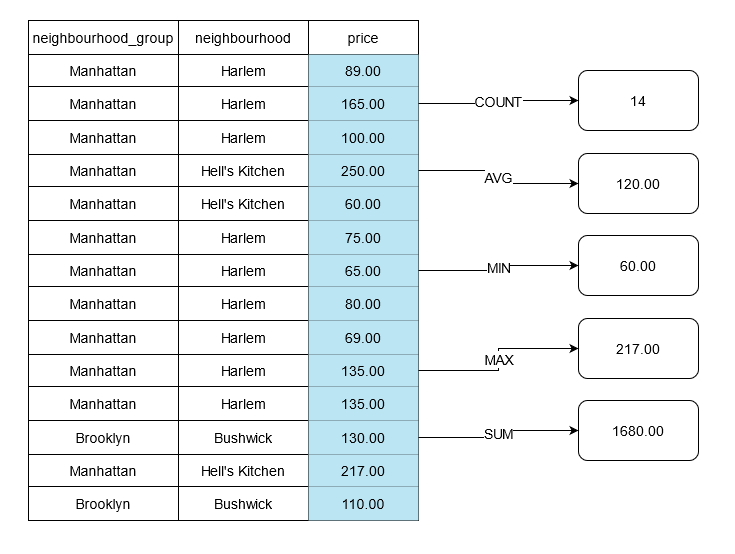 neighbourhood_group neighbourhood price
Manhattan Harlem 89.00
Manhattan Harlem 165.00
COUNT 14
Manhattan Harlem 100.00
Manhattan Hell's Kitchen 250.00
AVG 120.00
Manhattan Hell's Kitchen 60.00
Manhattan Harlem 75.00
Manhattan Harlem 65.00
MIN 60.00
Manhattan Harlem 80.00
Manhattan Harlem 69.00
MAX 217.00
Manhattan Harlem 135.00
Manhattan Harlem 135.00
Brooklyn Bushwick 130.00
SUM 1680.00
Manhattan Hell's Kitchen 217.00
Brooklyn Bushwick 110.00